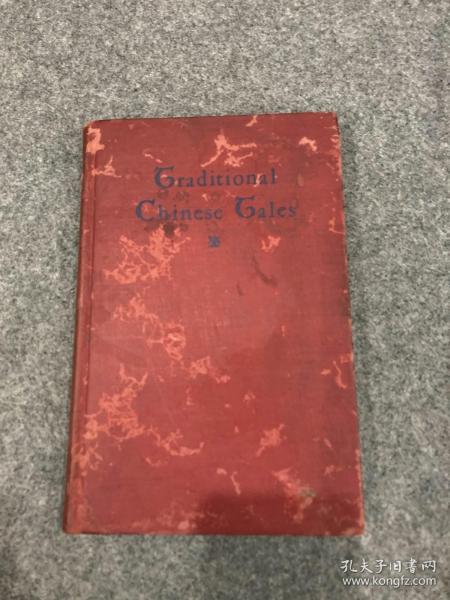 Traditional
Chinese Tales
孔夫子旧书网
www.kongfz.com